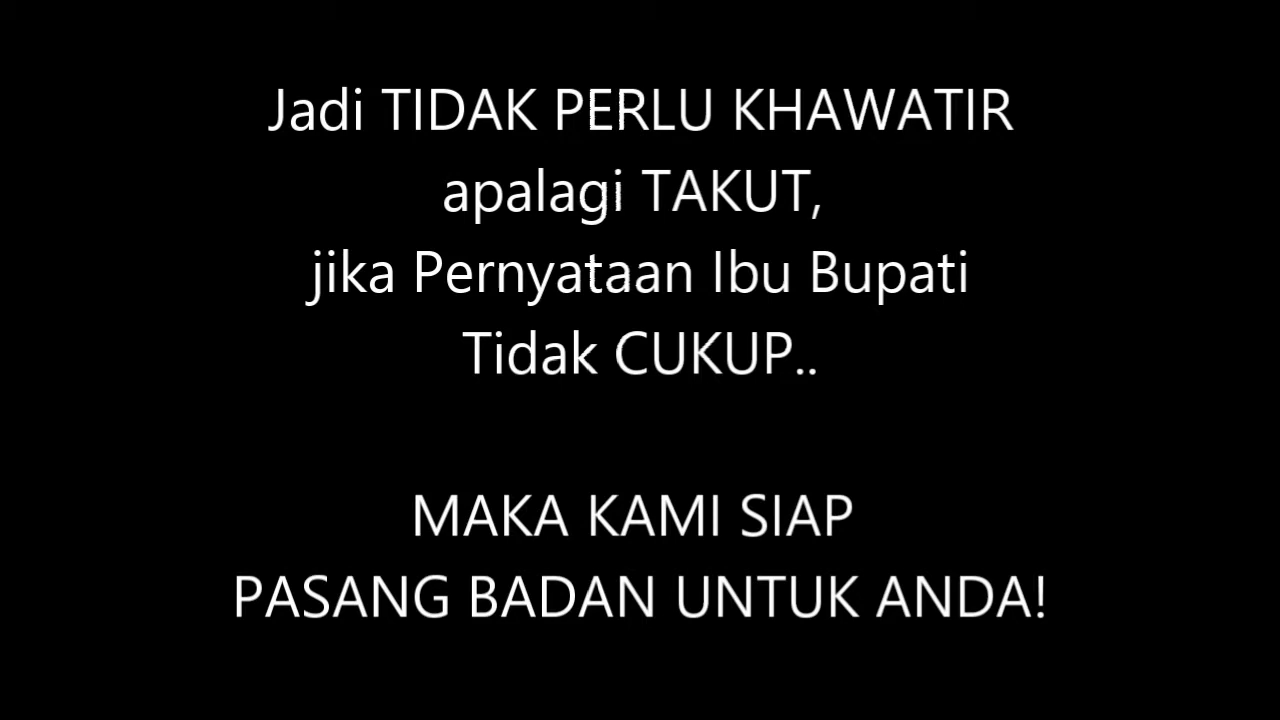 Jadi TIDAK PERLU KHAWATIR
apalagi TAKUT,
jika Pernyataan Ibu Bupati
Tidak CUKUP..
MAKA KAMI SIAP
PASANG BADAN UNTUK ANDA!